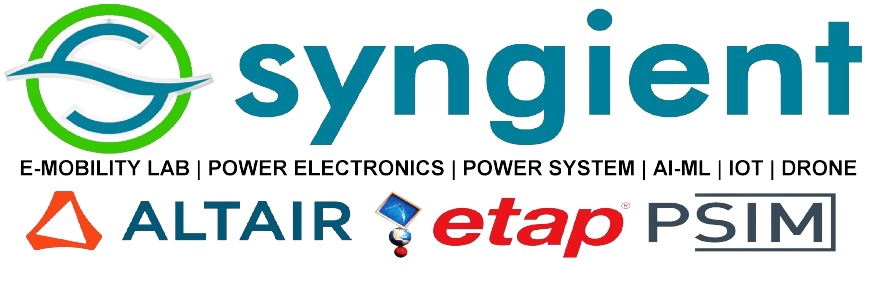 syngient
E-MOBILITY LAB | POWER ELECTRONICS | POWER SYSTEM | AI-ML | IOT | DRONE
ALTAIR etap® PSIM